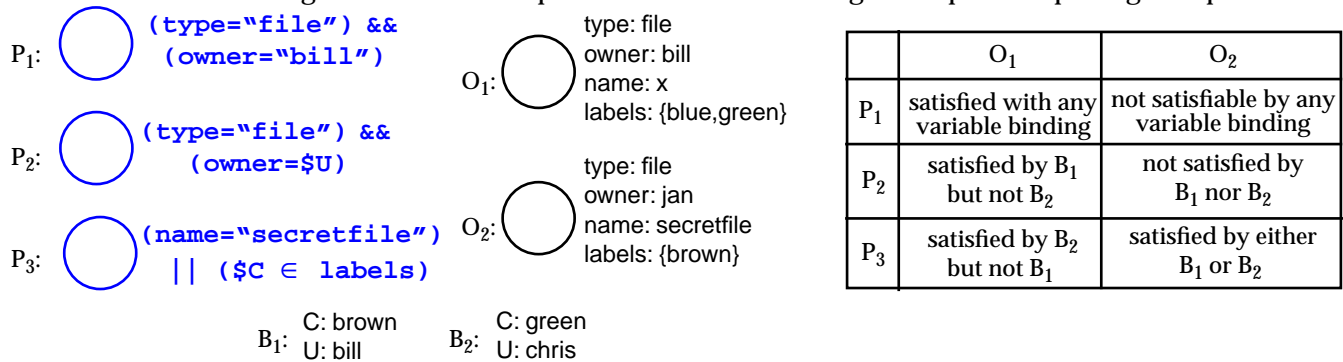 P1:
(type="file") &&
(owner="bill")
P2:
(type="file") &&
(owner=$U)
P3:
(name="secretfile")
|| ($C ∈ labels)
O1:
type: file
owner: bill
name: x
labels: {blue,green}
O2:
type: file
owner: jan
name: secretfile
labels: {brown}
B1:
C: brown
U: bill
B2:
C: green
U: chris
O1 O2
P1 satisfied with any variable binding not satisfiable by any variable binding
P2 satisfied by B1 but not B2 not satisfied by B1 nor B2
P3 satisfied by B2 but not B1 satisfied by either B1 or B2